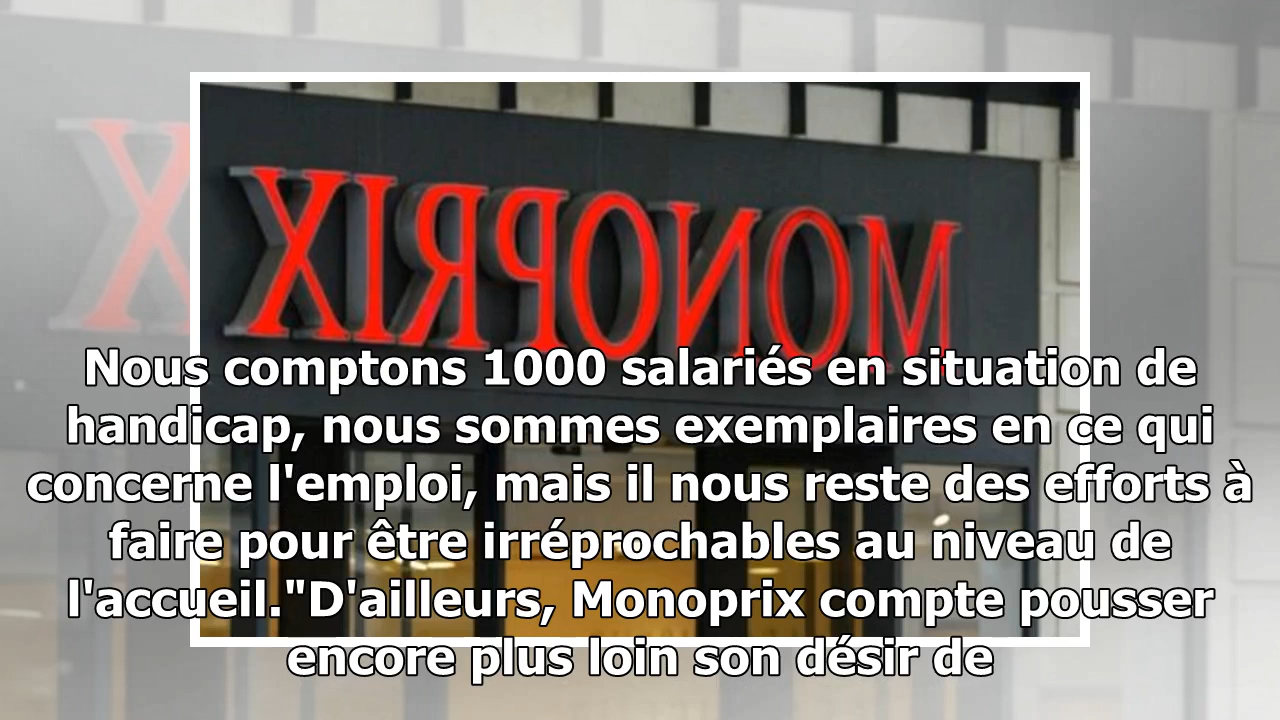 MONOPRIX
Nous comptons 1000 salariés en situation de
handicap, nous sommes exemplaires en ce qui
concerne l'emploi, mais il nous reste des efforts à
faire pour être irréprochables au niveau de
l'accueil."D'ailleurs, Monoprix compte pousser
encore plus loin son désir de